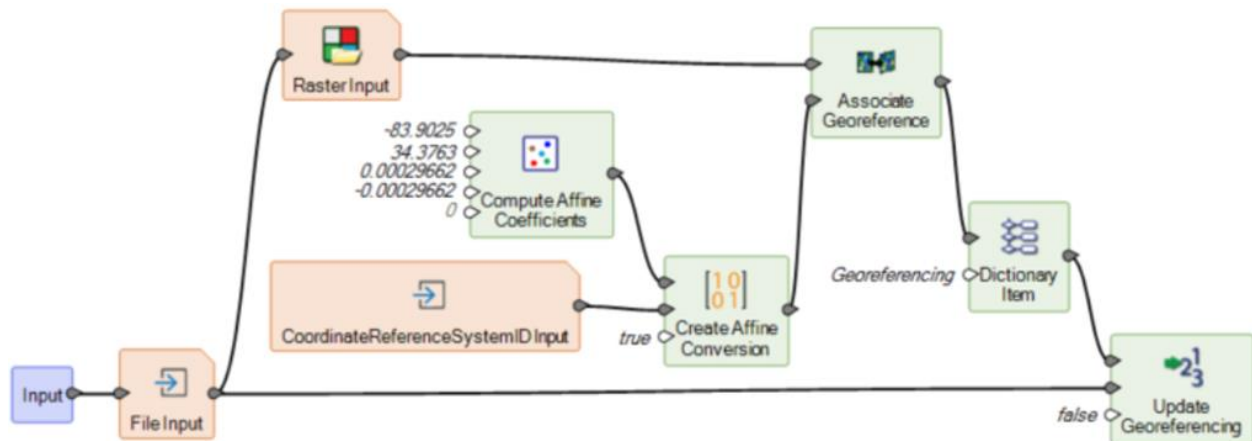 Raster Input
Associate
Georeference
-83.9025
34.3763
0.00029662
-0.00029662
0
Compute Affine
Coefficients
Georeferencing
Dictionary
Item
CoordinateReferenceSystemID Input
true
Create Affine
Conversion
Input
File Input
false
Update
Georeferencing